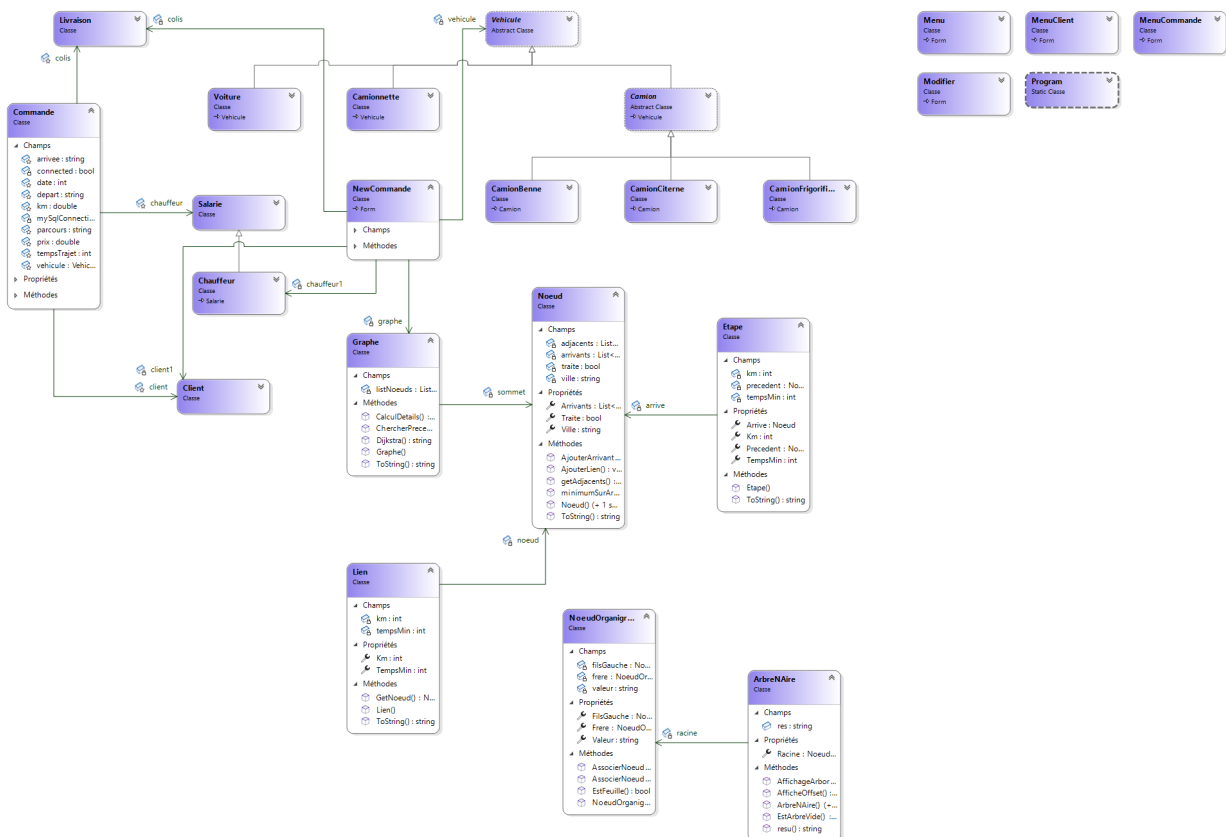 Livraison
Classe
colis
colis
vehicule
Vehicule
Abstract Classe
Menu
Classe
Form
MenuClient
Classe
Form
MenuCommande
Classe
Form
Modifier
Classe
Form
Program
Static Classe
Voiture
Classe
Vehicule
Camionnette
Classe
Vehicule
Camion
Abstract Classe
Vehicule
Commande
Classe
Champs
arrivee : string
connected : bool
date : int
depart : string
km : double
mySqlConnecti...
parcours : string
prix : double
tempsTrajet : int
vehicule : Vehic...
Propriétés
Méthodes
chauffeur
Salarie
Classe
NewCommande
Classe
Form
Champs
Méthodes
CamionBenne
Classe
Camion
CamionCiterne
Classe
Camion
CamionFrigorifi...
Classe
Camion
Chauffeur
Classe
Salarie
chauffeur1
graphe
client1
client
Client
Classe
Graphe
Classe
Champs
listNoeuds : List...
Méthodes
CalculDetails() :...
ChercherPrece...
Dijkstra() : string
Graphe()
ToString() : string
sommet
Noeud
Classe
Champs
adjacents : List...
arrivants : List<...
traite : bool
ville : string
Propriétés
Arrivants : List<...
Traite : bool
Ville : string
Méthodes
AjouterArrivant...
AjouterLien() : v...
getAdjacents() :...
minimumSurAr...
Noeud() (+ 1 s...
ToString() : string
arrive
Etape
Classe
Champs
km : int
precedent : No...
tempsMin : int
Propriétés
Arrive : Noeud
Km : int
Precedent : No...
TempsMin : int
Méthodes
Etape()
ToString() : string
noeud
Lien
Classe
Champs
km : int
tempsMin : int
Propriétés
Km : int
TempsMin : int
Méthodes
GetNoeud() : N...
Lien()
ToString() : string
NoeudOrganigr...
Classe
Champs
filsGauche : No...
frere : NoeudOr...
valeur : string
Propriétés
FilsGauche : No...
Frere : NoeudO...
Valeur : string
Méthodes
AssocierNoeud...
AssocierNoeud...
EstFeuille() : bool
NoeudOrganig...
racine
ArbreNAire
Classe
Champs
res : string
Propriétés
Racine : Noeud...
Méthodes
AffichageArbor...
AfficheOffset() :...
ArbreNAire() (+...
EstArbreVide() :...
resu() : string